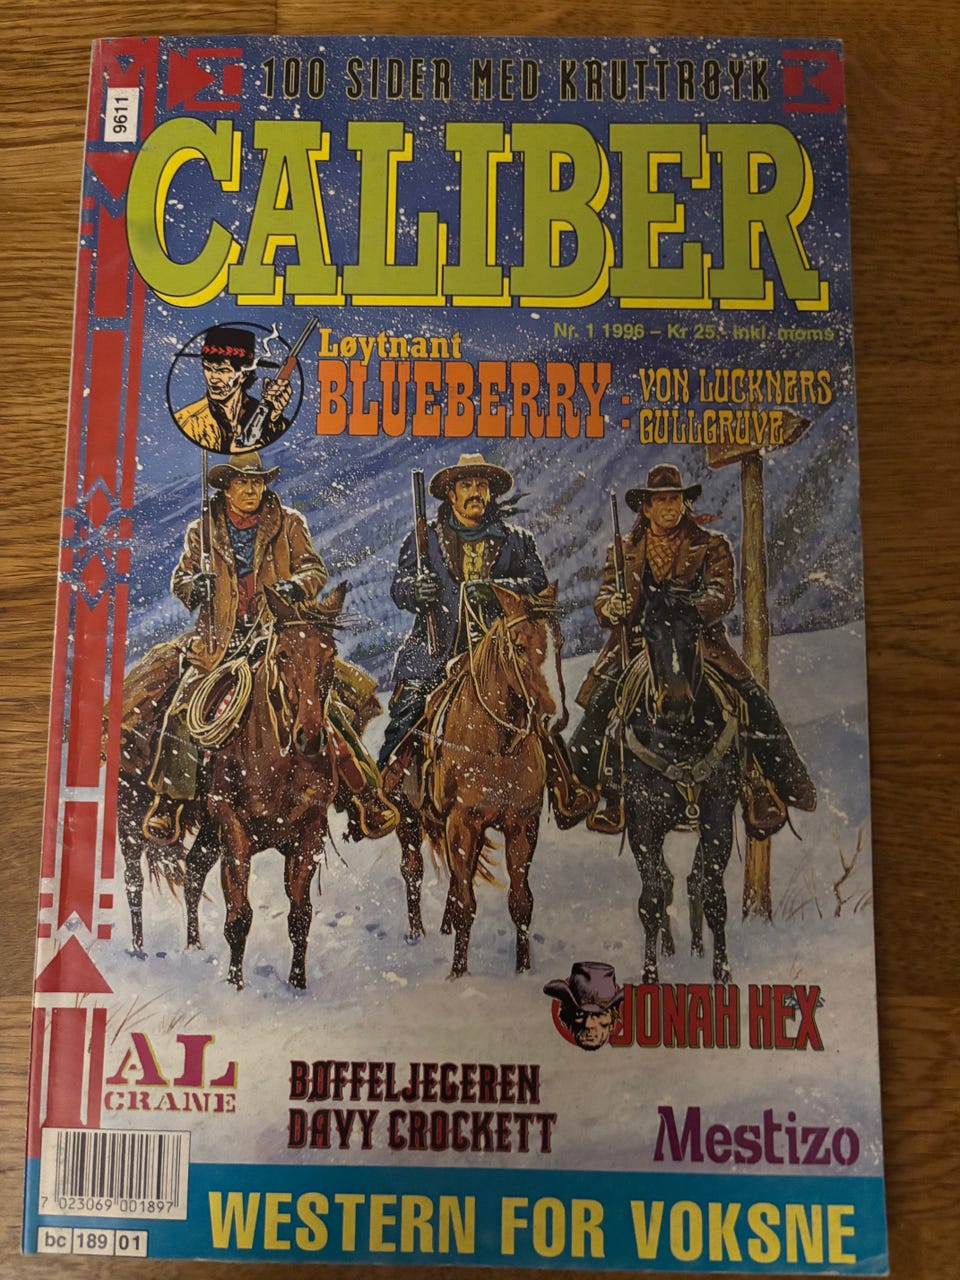 100 SIDER MED KRUTTRØYK
9611
CALIBER
Nr. 1 1996 – Kr 25,- inkl. moms
Løytnant
BLUEBERRY:
VON LUCKNERS
GULLGRUVE
JONAH HEX
AL
CRANE
BØFFELJEGEREN
DAVY CROCKETT
Mestizo
7 023069 001897
bc 189 01
WESTERN FOR VOKSNE